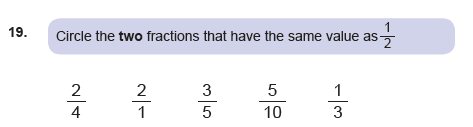 19. Circle the two fractions that have the same value as 1/2
2/4 2/1 3/5 5/10 1/3